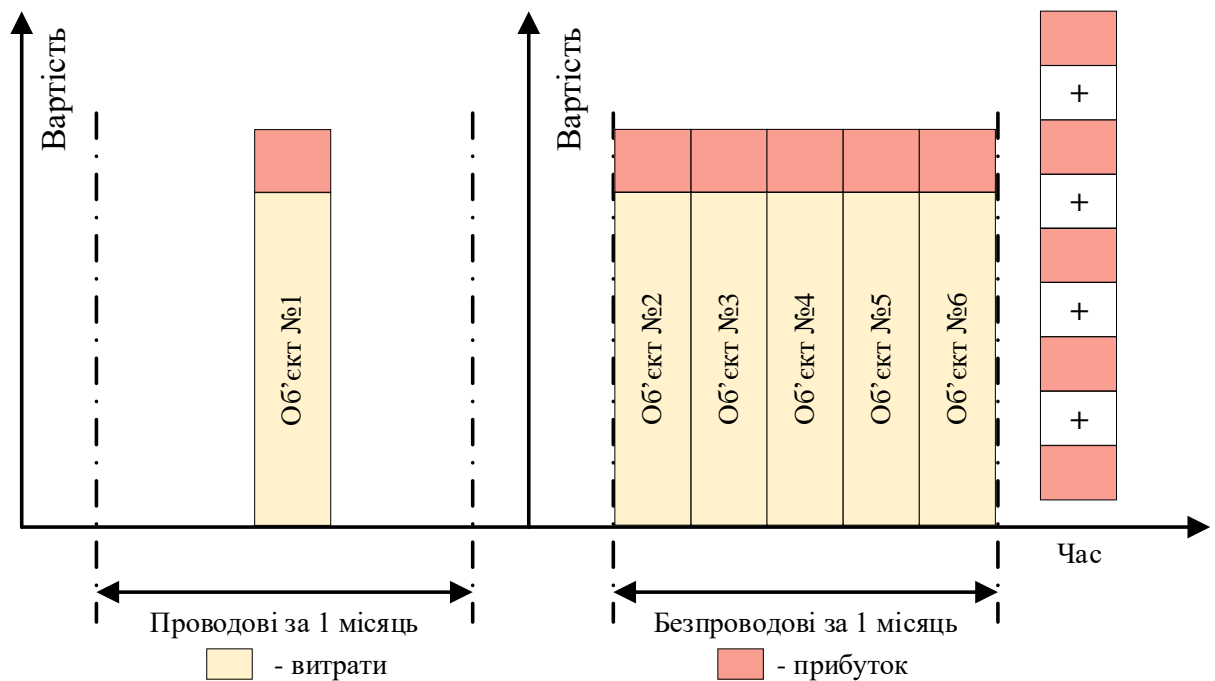 Вартість
Вартість
+
+
+
+
Об’єкт №1
Об’єкт №2
Об’єкт №3
Об’єкт №4
Об’єкт №5
Об’єкт №6
Час
Проводові за 1 місяць
Безпроводові за 1 місяць
- витрати
- прибуток